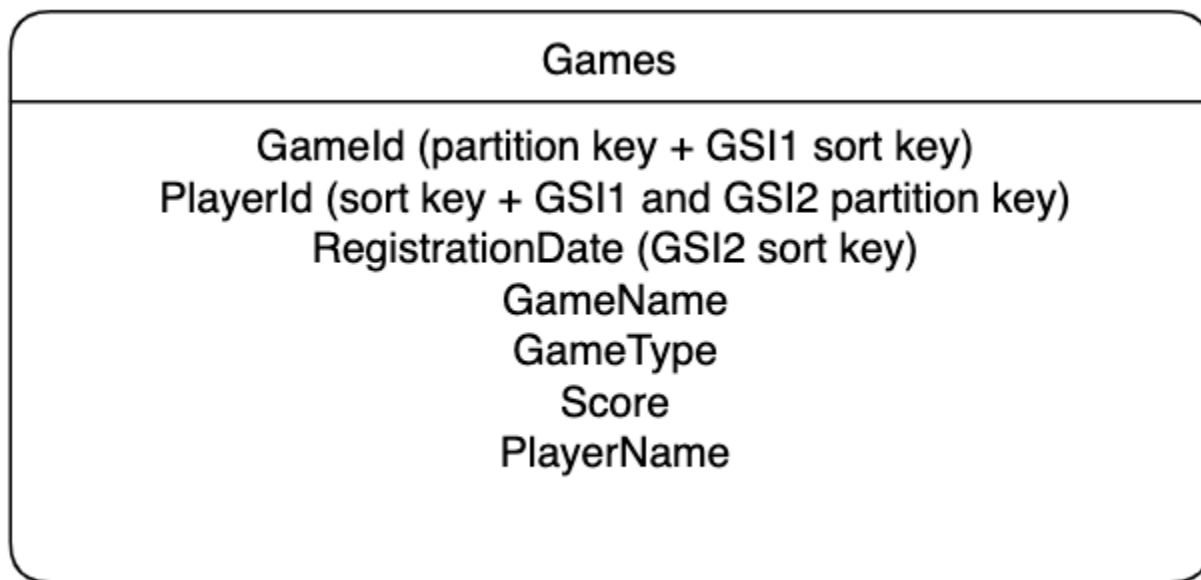 Games
GameId (partition key + GSI1 sort key)
PlayerId (sort key + GSI1 and GSI2 partition key)
RegistrationDate (GSI2 sort key)
GameName
GameType
Score
PlayerName